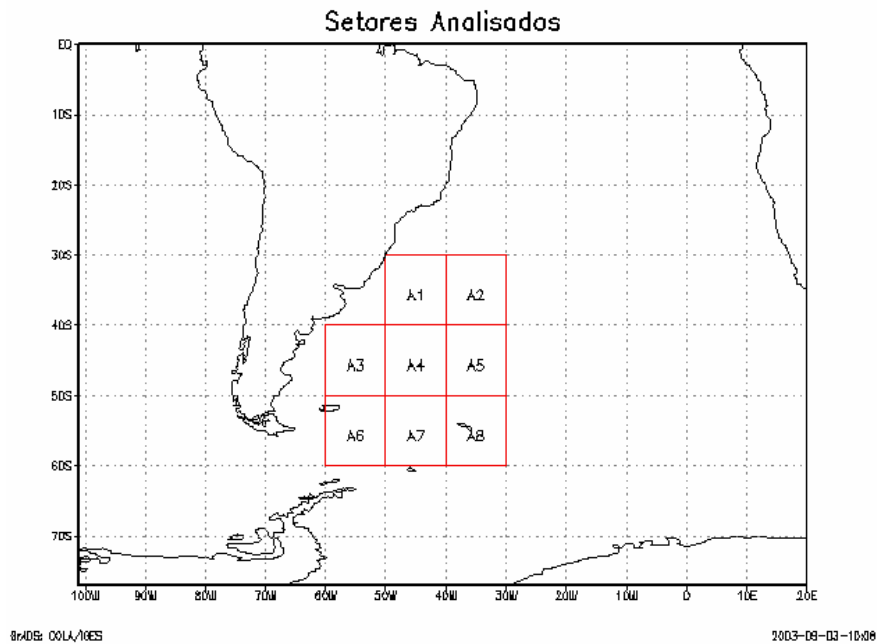 Setores Analisados
EQ
10S
20S
30S
40S
50S
60S
70S
A1 A2
A3 A4 A5
A6 A7 A8
100W 90W 80W 70W 60W 50W 40W 30W 20W 10W 0 10E 20E
GrADS: COLA/IGES 2003-09-03-10:06